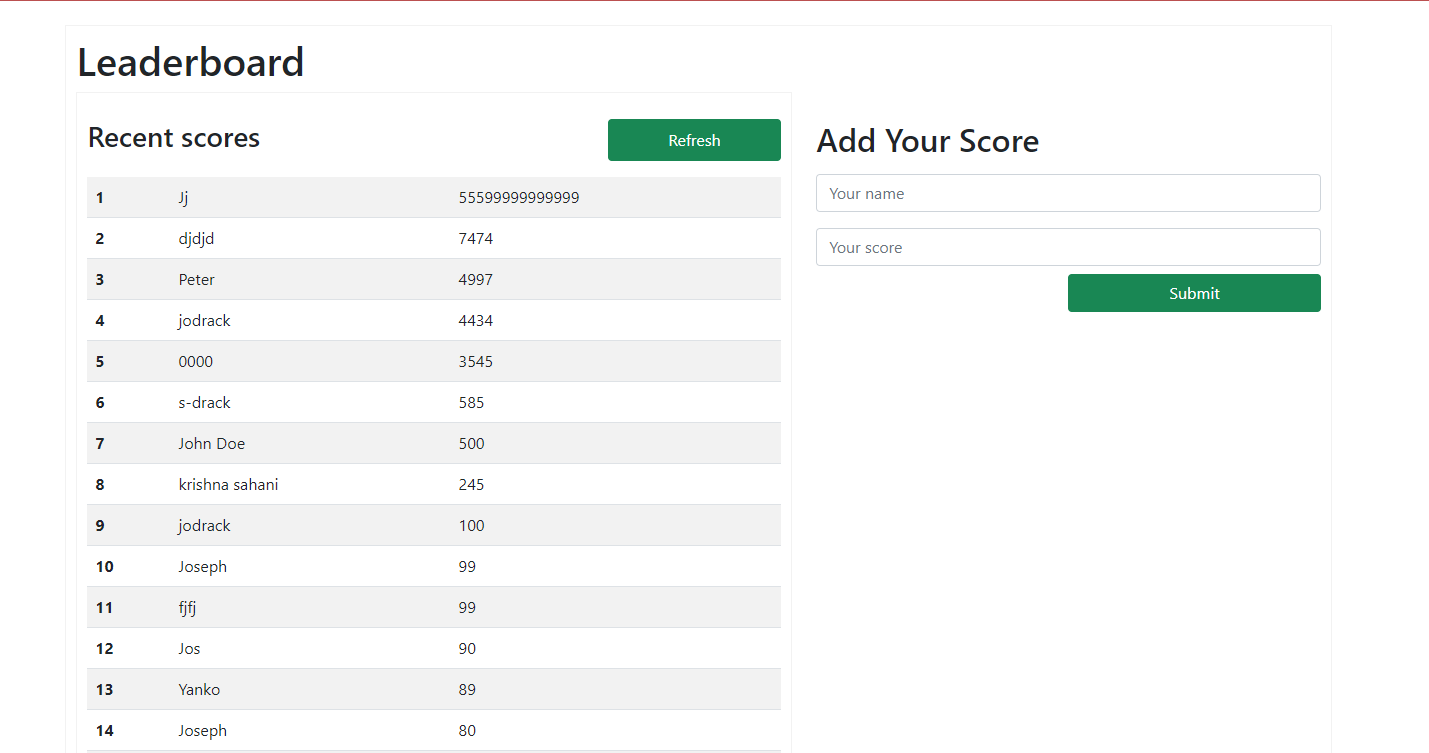 Leaderboard
Recent scores
Refresh
1 Jj 55599999999999
2 djdjd 7474
3 Peter 4997
4 jodrack 4434
5 0000 3545
6 s-drack 585
7 John Doe 500
8 krishna sahani 245
9 jodrack 100
10 Joseph 99
11 fjfj 99
12 Jos 90
13 Yanko 89
14 Joseph 80
Add Your Score
Your name
Your score
Submit